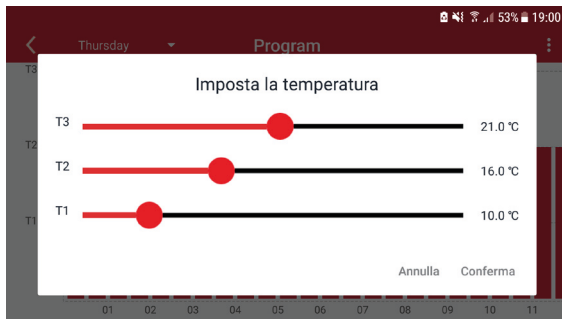 53% 19:00
Thursday Program
Imposta la temperatura
T3 21.0 °C
T2 16.0 °C
T1 10.0 °C
Annulla Conferma
T3
T2
T1
01 02 03 04 05 06 07 08 09 10 11